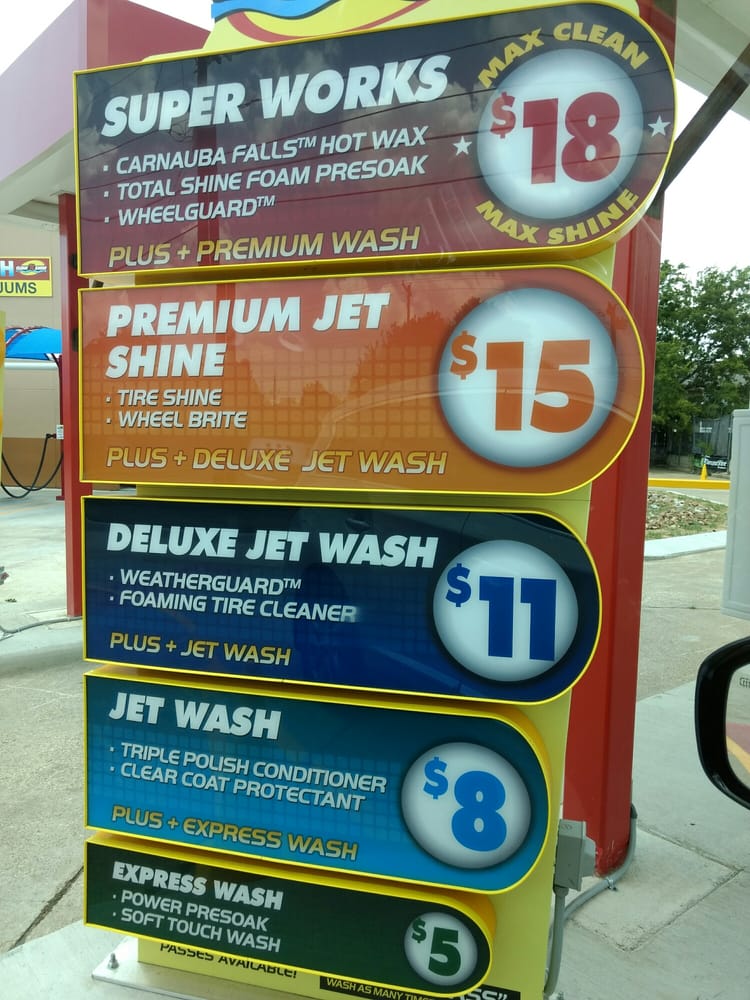 SUPER WORKS
· CARNAUBA FALLS™ HOT WAX
· TOTAL SHINE FOAM PRESOAK
· WHEELGUARD™
PLUS + PREMIUM WASH
MAX CLEAN
$18
MAX SHINE
H
UMS
PREMIUM JET
SHINE
· TIRE SHINE
· WHEEL BRITE
PLUS + DELUXE JET WASH
$15
DELUXE JET WASH
· WEATHERGUARD™
· FOAMING TIRE CLEANER
PLUS + JET WASH
$11
JET WASH
· TRIPLE POLISH CONDITIONER
· CLEAR COAT PROTECTANT
PLUS + EXPRESS WASH
$8
EXPRESS WASH
· POWER PRESOAK
· SOFT TOUCH WASH
$5
PASSES AVAILABLE!
WASH AS MANY TIMES